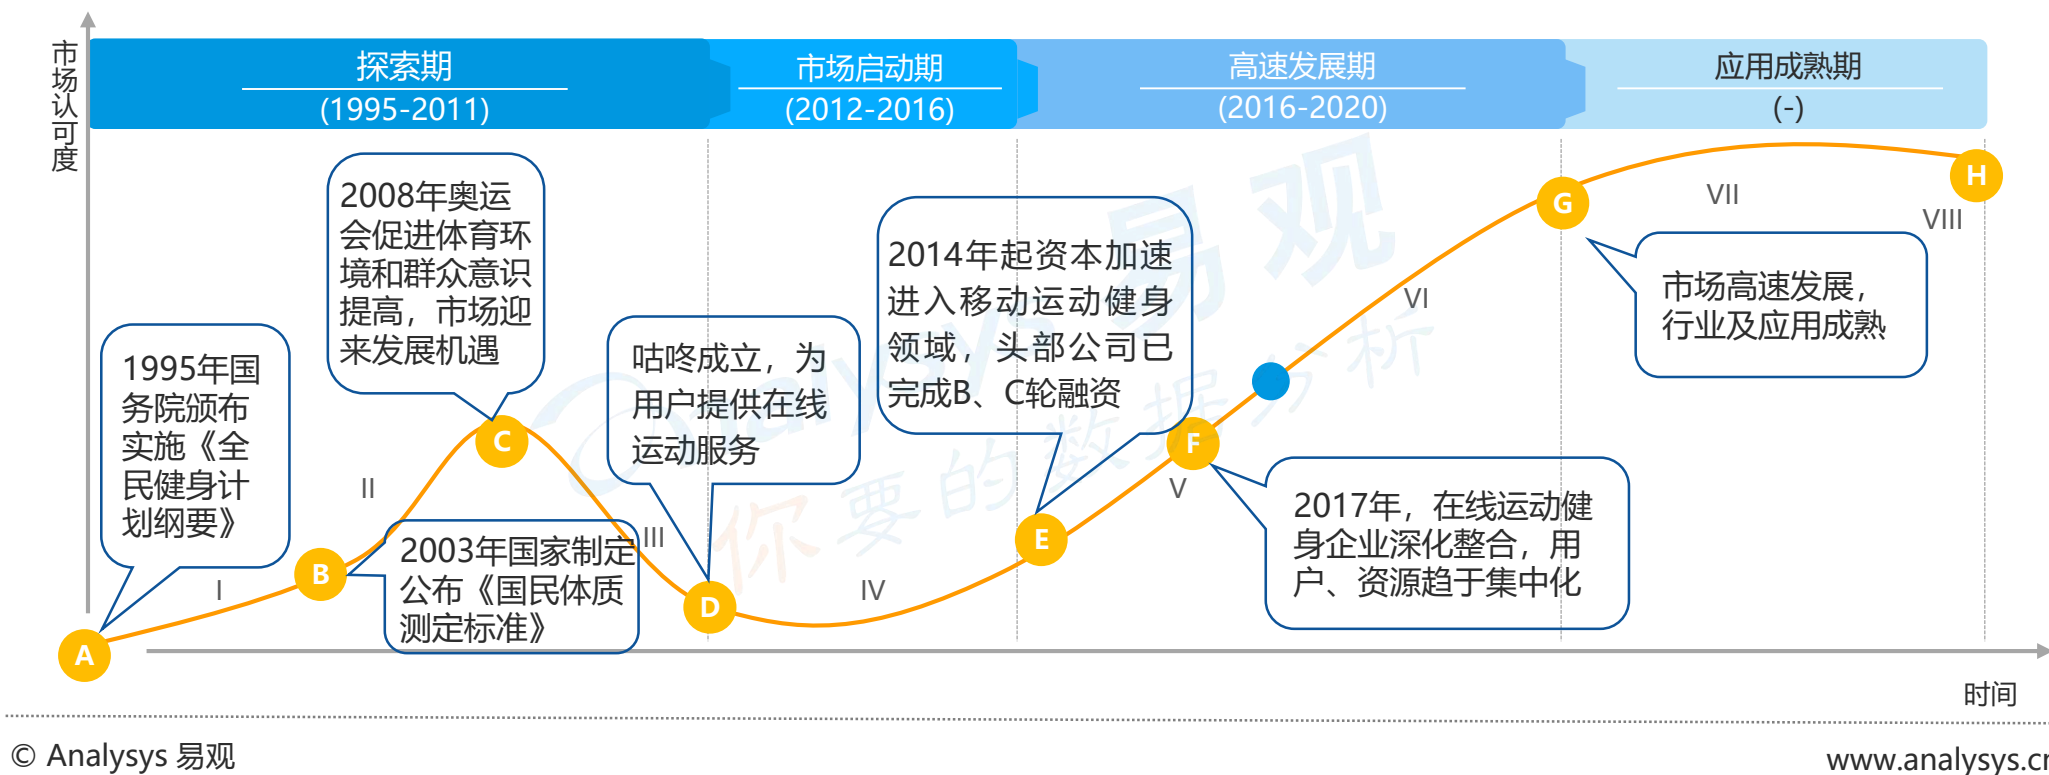 市场认可度
探索期
(1995-2011)
市场启动期
(2012-2016)
高速发展期
(2016-2020)
应用成熟期
(-)
1995年国
务院颁布
实施《全
民健身计
划纲要》
2008年奥运
会促进体育环
境和群众意识
提高，市场迎
来发展机遇
2003年国家制定
公布《国民体质
测定标准》
咕咚成立，为
用户提供在线
运动服务
2014年起资本加速
进入移动运动健身
领域，头部公司已
完成B、C轮融资
2017年，在线运动健
身企业深化整合，用
户、资源趋于集中化
市场高速发展，
行业及应用成熟
A
I
B
II
C
III
D
IV
E
V
F
VI
G
VII
VIII
H
nalysys 易观
你要的数据分析
时间
© Analysys 易观
www.analysys.cn